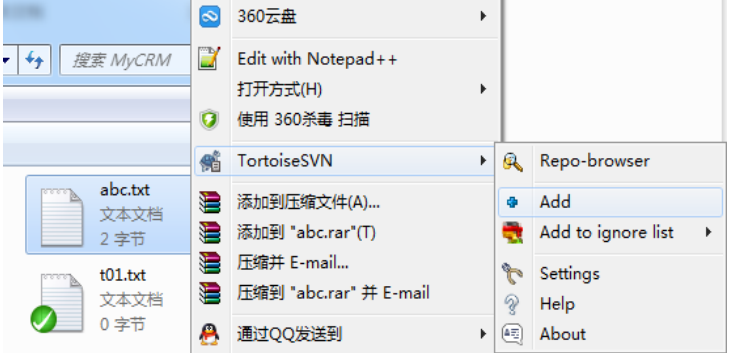 搜索 MyCRM
abc.txt
文本文档
2 字节
t01.txt
文本文档
0 字节
360云盘
Edit with Notepad++
打开方式(H)
使用 360杀毒 扫描
TortoiseSVN
添加到压缩文件(A)...
添加到 "abc.rar"(T)
压缩并 E-mail...
压缩到 "abc.rar" 并 E-mail
通过QQ发送到
Repo-browser
Add
Add to ignore list
Settings
Help
About